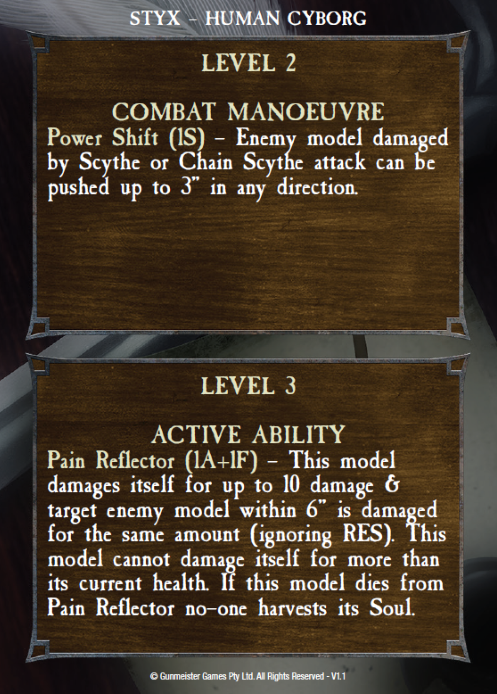 STYX - HUMAN CYBORG
LEVEL 2
COMBAT MANOEUVRE
Power Shift (1S) - Enemy model damaged
by Scythe or Chain Scythe attack can be
pushed up to 3" in any direction.
LEVEL 3
ACTIVE ABILITY
Pain Reflector (1A+1F) - This model
damages itself for up to 10 damage &
target enemy model within 6" is damaged
for the same amount (ignoring RES). This
model cannot damage itself for more than
its current health. If this model dies from
Pain Reflector no-one harvests its Soul.
© Gunmeister Games Pty Ltd. All Rights Reserved - V1.1